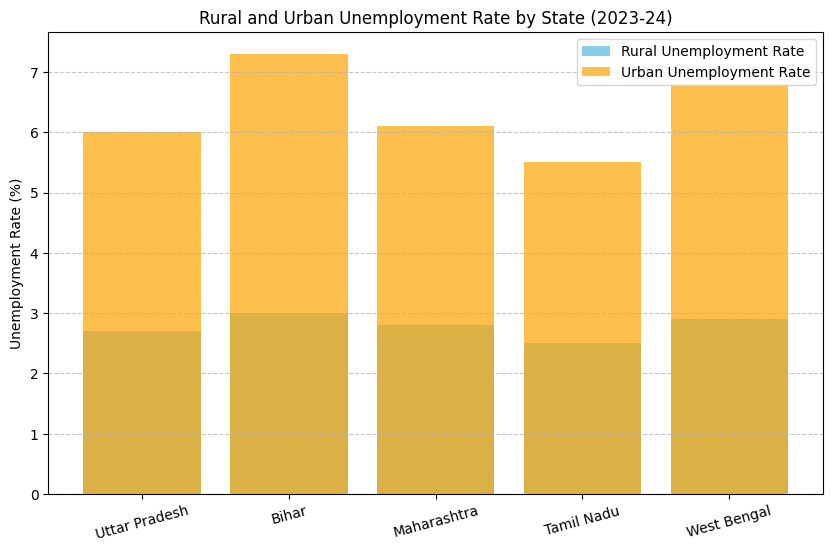 Rural and Urban Unemployment Rate by State (2023-24)
Rural Unemployment Rate
Urban Unemployment Rate
Unemployment Rate (%)
7
6
5
4
3
2
1
0
Uttar Pradesh
Bihar
Maharashtra
Tamil Nadu
West Bengal